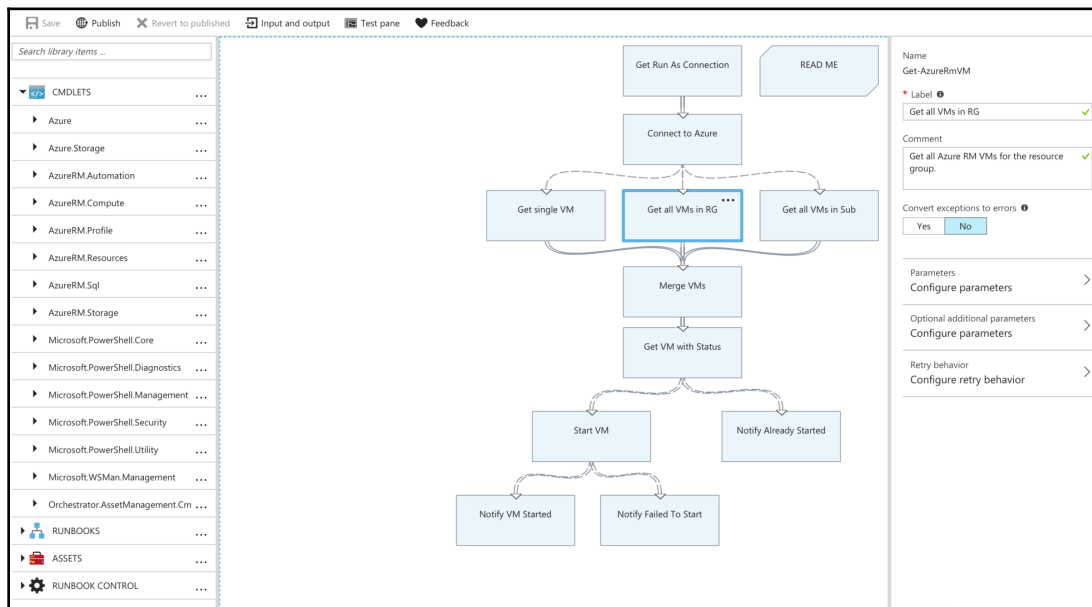 Save Publish Revert to published Input and output Test pane Feedback
Search library items ...
CMDLETS ...
Azure ...
Azure.Storage ...
AzureRM.Automation ...
AzureRM.Compute ...
AzureRM.Profile ...
AzureRM.Resources ...
AzureRM.Sql ...
AzureRM.Storage ...
Microsoft.PowerShell.Core ...
Microsoft.PowerShell.Diagnostics ...
Microsoft.PowerShell.Management ...
Microsoft.PowerShell.Security ...
Microsoft.PowerShell.Utility ...
Microsoft.WSMan.Management ...
Orchestrator.AssetManagement.Cm ...
RUNBOOKS ...
ASSETS ...
RUNBOOK CONTROL ...
Get Run As Connection
READ ME
Connect to Azure
Get single VM
Get all VMs in RG
...
Get all VMs in Sub
Merge VMs
Get VM with Status
Start VM
Notify Already Started
Notify VM Started
Notify Failed To Start
Name
Get-AzureRmVM
* Label
Get all VMs in RG
Comment
Get all Azure RM VMs for the resource
group.
Convert exceptions to errors
Yes No
Parameters
Configure parameters
Optional additional parameters
Configure parameters
Retry behavior
Configure retry behavior